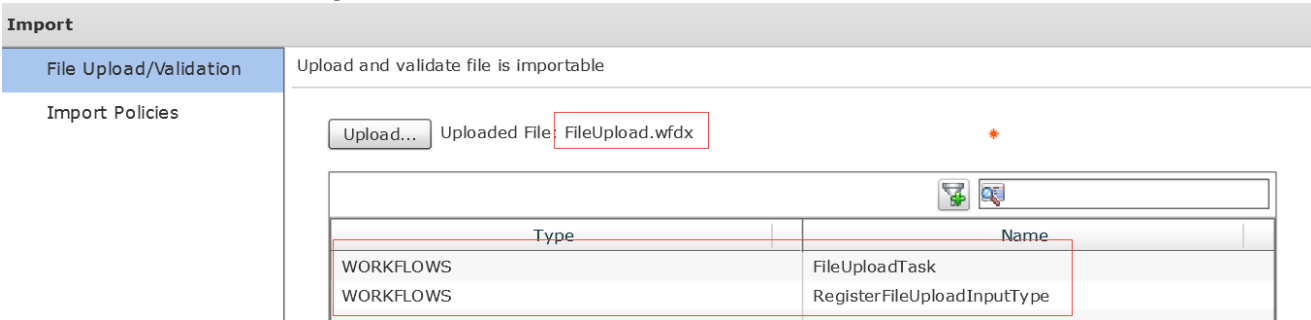 Import
File Upload/Validation
Upload and validate file is importable
Import Policies
Upload... Uploaded File: FileUpload.wfdx
Type Name
WORKFLOWS FileUploadTask
WORKFLOWS RegisterFileUploadInputType